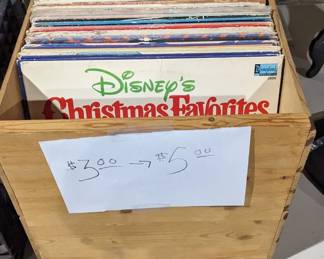 Disney's
Christmas Favorites
$3.00 → $5.00